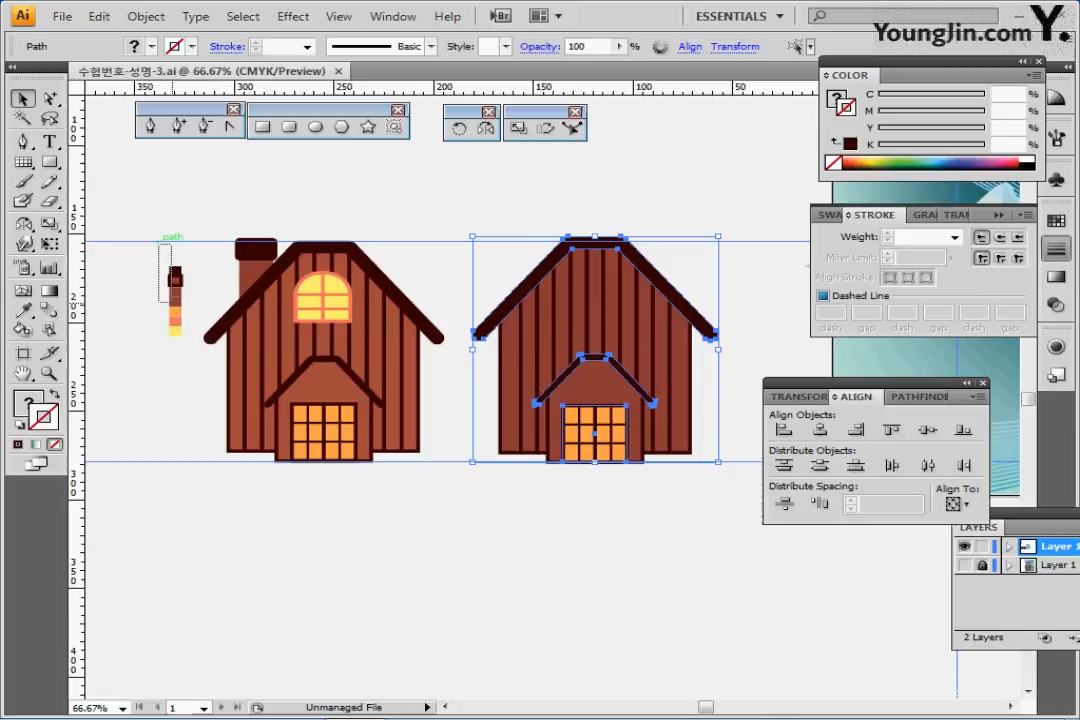 Ai File Edit Object Type Select Effect View Window Help Br ESSENTIALS
YoungJin.com Y.
Path ? Stroke: Basic Style: Opacity: 100 % Align Transform
수험번호-성명-3.ai @ 66.67% (CMYK/Preview) ×
350 300 250 200 150 100 50
COLOR
C %
M %
Y %
K %
path
SWA STROKE GRA TRAN
Weight:
Miter Limit:
Align Stroke:
Dashed Line
dash gap dash gap dash gap
TRANSFOR ALIGN PATHFINDE
Align Objects:
Distribute Objects:
Distribute Spacing: Align To:
LAYERS
Layer 1
Layer 1
2 Layers
66.67% 1 Unmanaged File